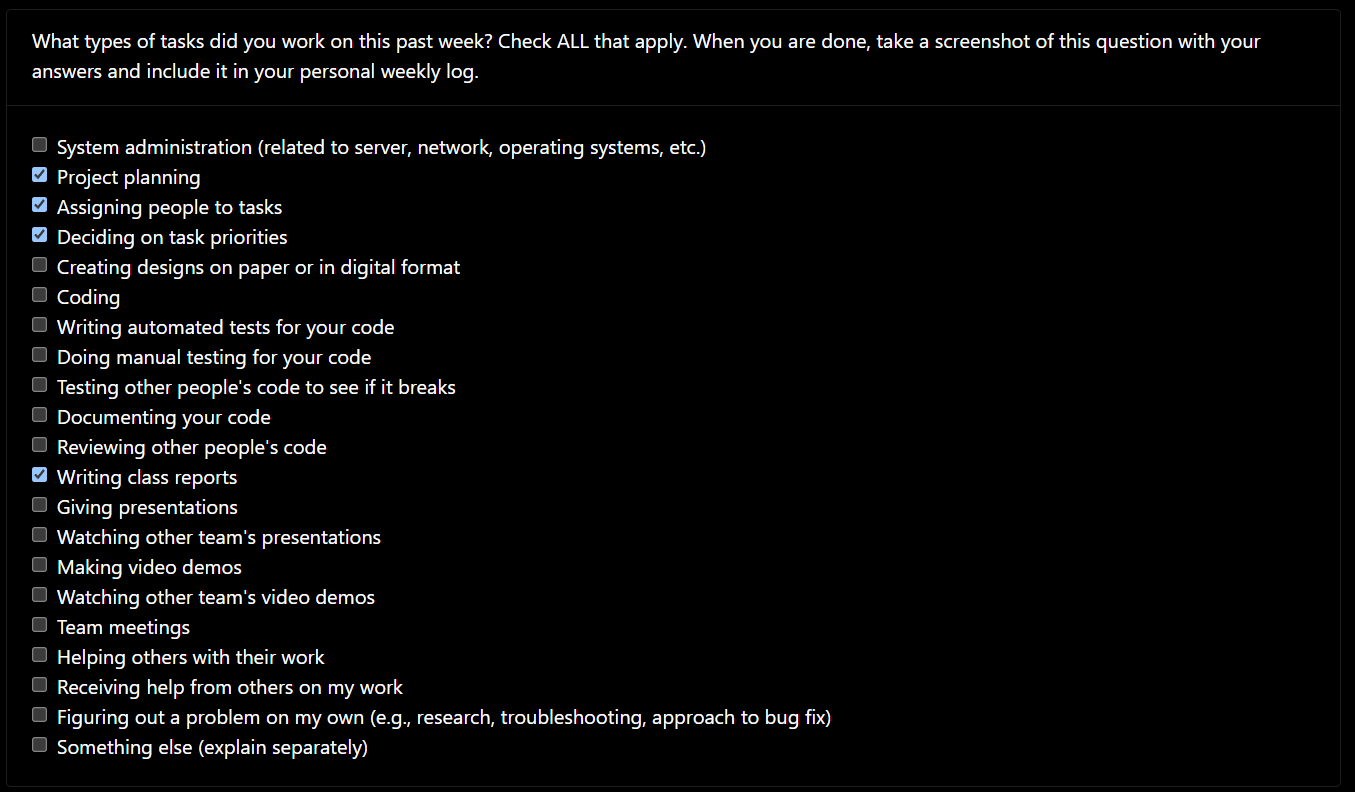 What types of tasks did you work on this past week? Check ALL that apply. When you are done, take a screenshot of this question with your
answers and include it in your personal weekly log.
System administration (related to server, network, operating systems, etc.)
Project planning
Assigning people to tasks
Deciding on task priorities
Creating designs on paper or in digital format
Coding
Writing automated tests for your code
Doing manual testing for your code
Testing other people's code to see if it breaks
Documenting your code
Reviewing other people's code
Writing class reports
Giving presentations
Watching other team's presentations
Making video demos
Watching other team's video demos
Team meetings
Helping others with their work
Receiving help from others on my work
Figuring out a problem on my own (e.g., research, troubleshooting, approach to bug fix)
Something else (explain separately)